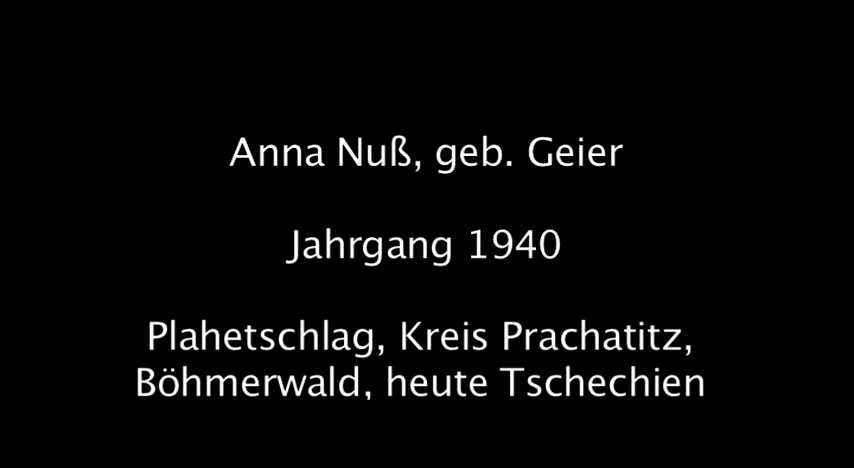 Anna Nuß, geb. Geier
Jahrgang 1940
Plahetschlag, Kreis Prachatitz,
Böhmerwald, heute Tschechien